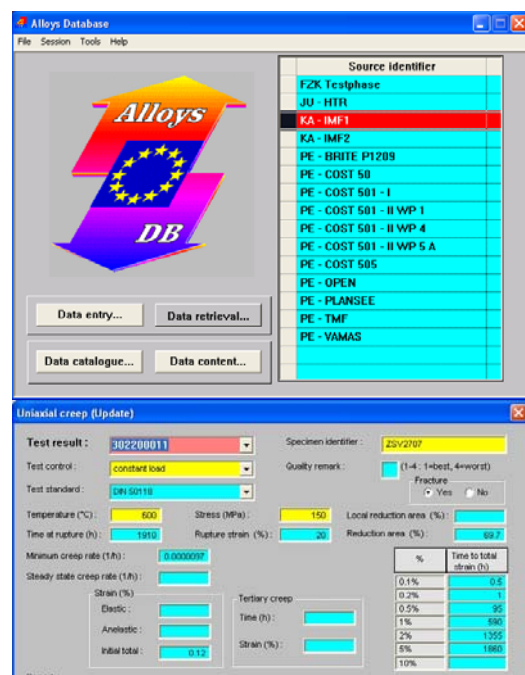 Alloys Database
File Session Tools Help
Source identifier
FZK Testphase
JU - HTR
KA - IMF1
KA - IMF2
PE - BRITE P1209
PE - COST 50
PE - COST 501 - I
PE - COST 501 - II WP 1
PE - COST 501 - II WP 4
PE - COST 501 - II WP 5 A
PE - COST 505
PE - OPEN
PE - PLANSEE
PE - TMF
PE - VAMAS
Alloys
DB
Data entry... Data retrieval...
Data catalogue... Data content...
Uniaxial creep (Update)
Test result : 302200011 Specimen identifier : ZSV2707
Test control : constant load Quality remark : (1-4 : 1=best, 4=worst)
Test standard : DIN 50118 Fracture
Yes No
Temperature (°C) : 600 Stress (MPa) : 150 Local reduction area (%) :
Time at rupture (h) : 1910 Rupture strain (%) : 20 Reduction area (%) : 69.7
Minimum creep rate (1/h) : 0.0000097
Steady state creep rate (1/h) :
% Time to total strain (h)
0.1% 0.5
0.2% 1
0.5% 95
1% 590
2% 1355
5% 1860
10%
Strain (%)
Elastic :
Anelastic :
Initial total : 0.12
Tertiary creep
Time (h) :
Strain (%) :